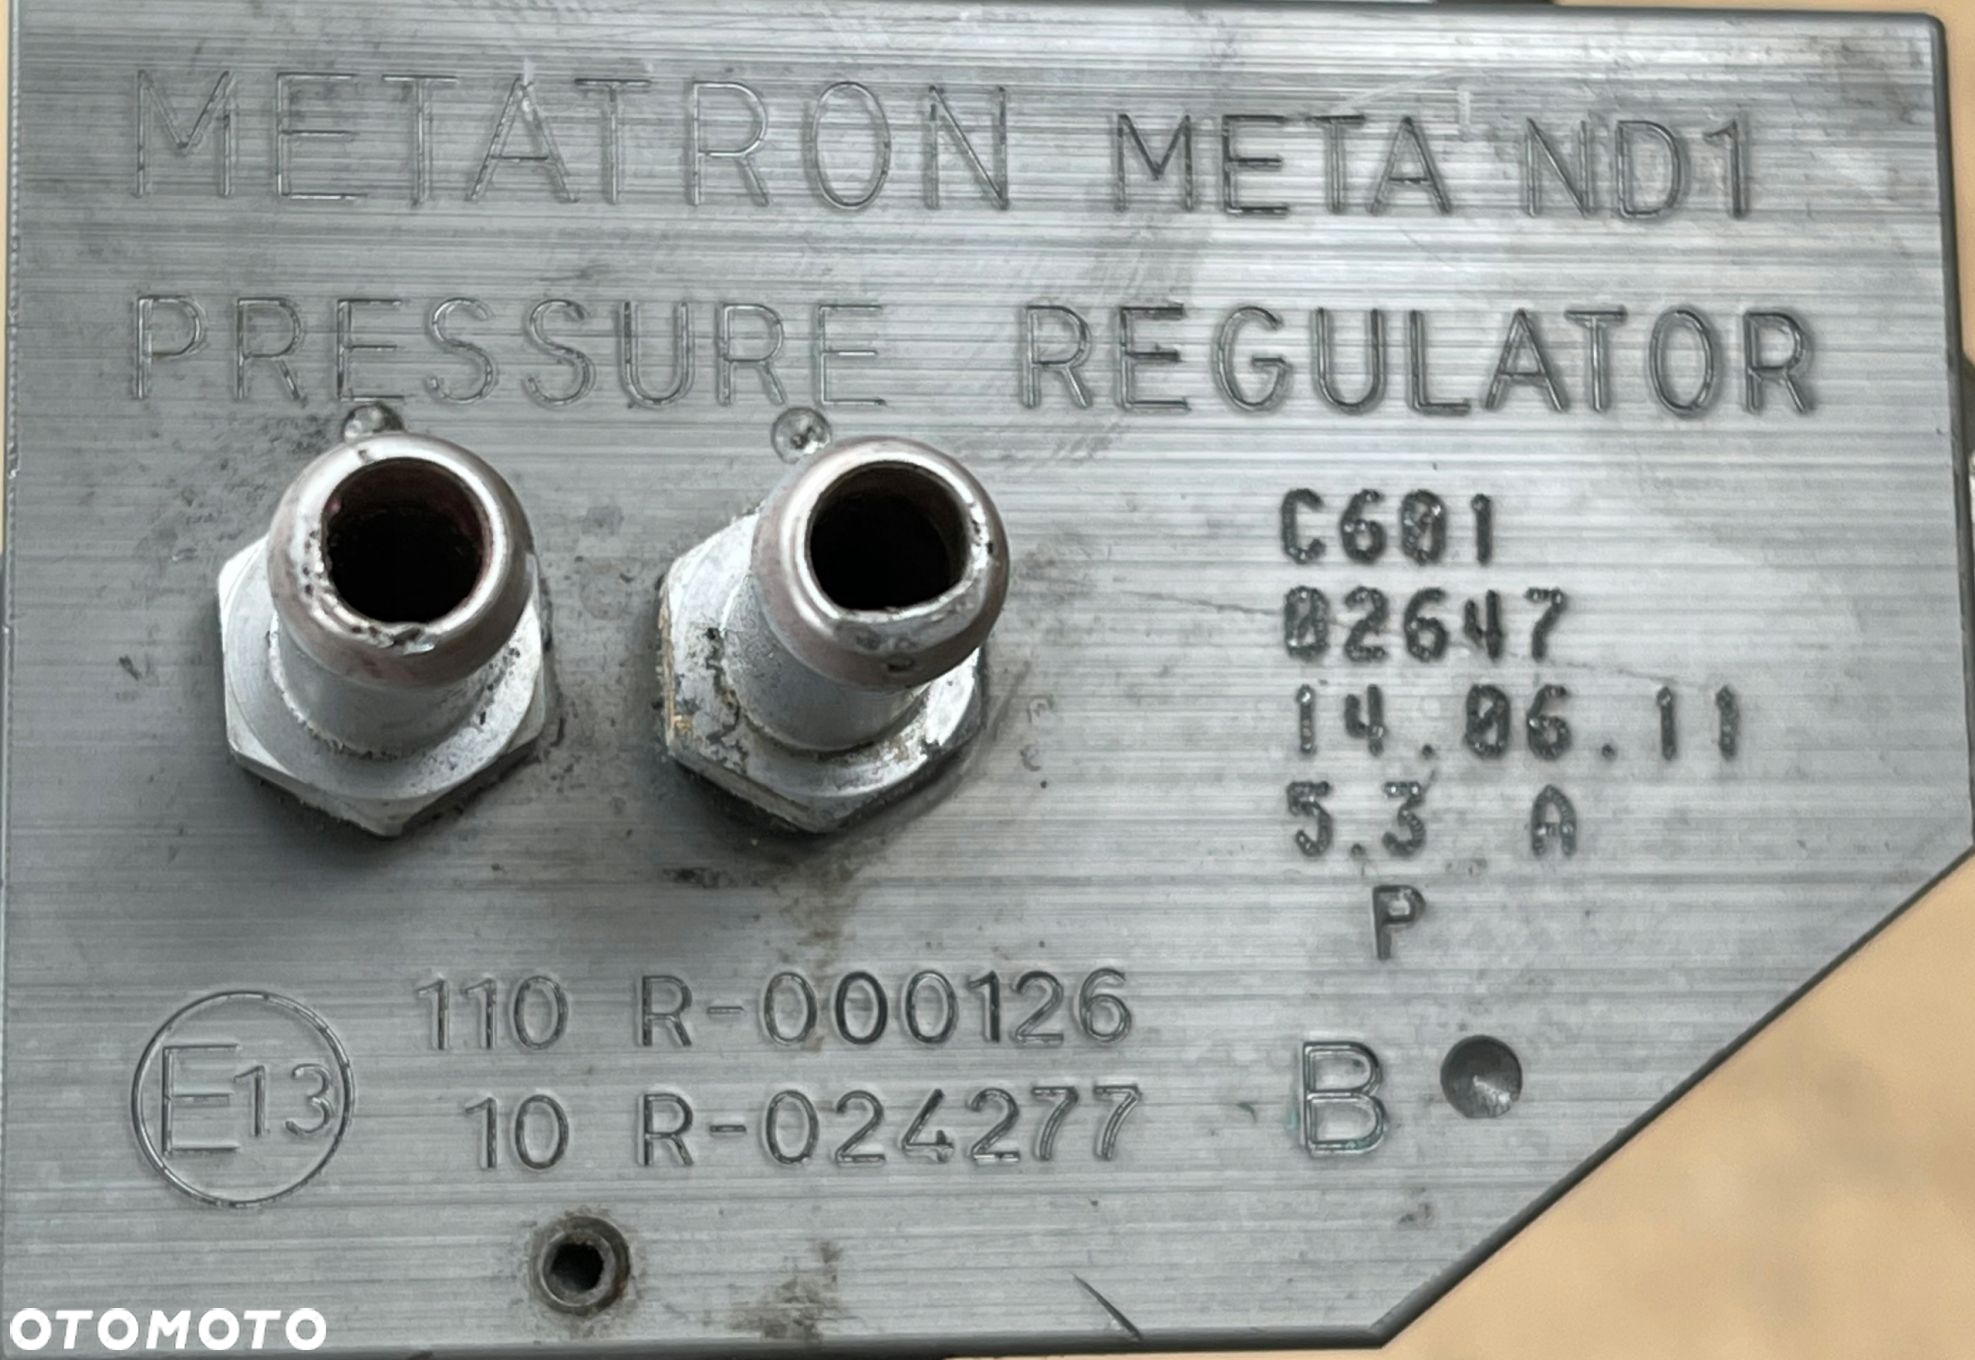 METATRON META ND1
PRESSURE REGULATOR
C601
02647
14.06.11
5.3 A
P
110 R-000126
E13
10 R-024277
B
OTOMOTO